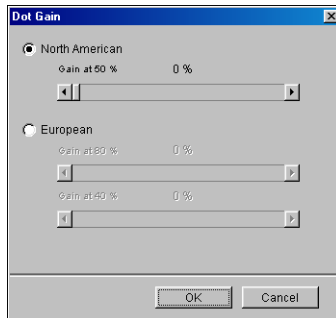 Dot Gain
North American
Gain at 50 % 0 %
European
Gain at 80 % 0 %
Gain at 40 % 0 %
OK Cancel